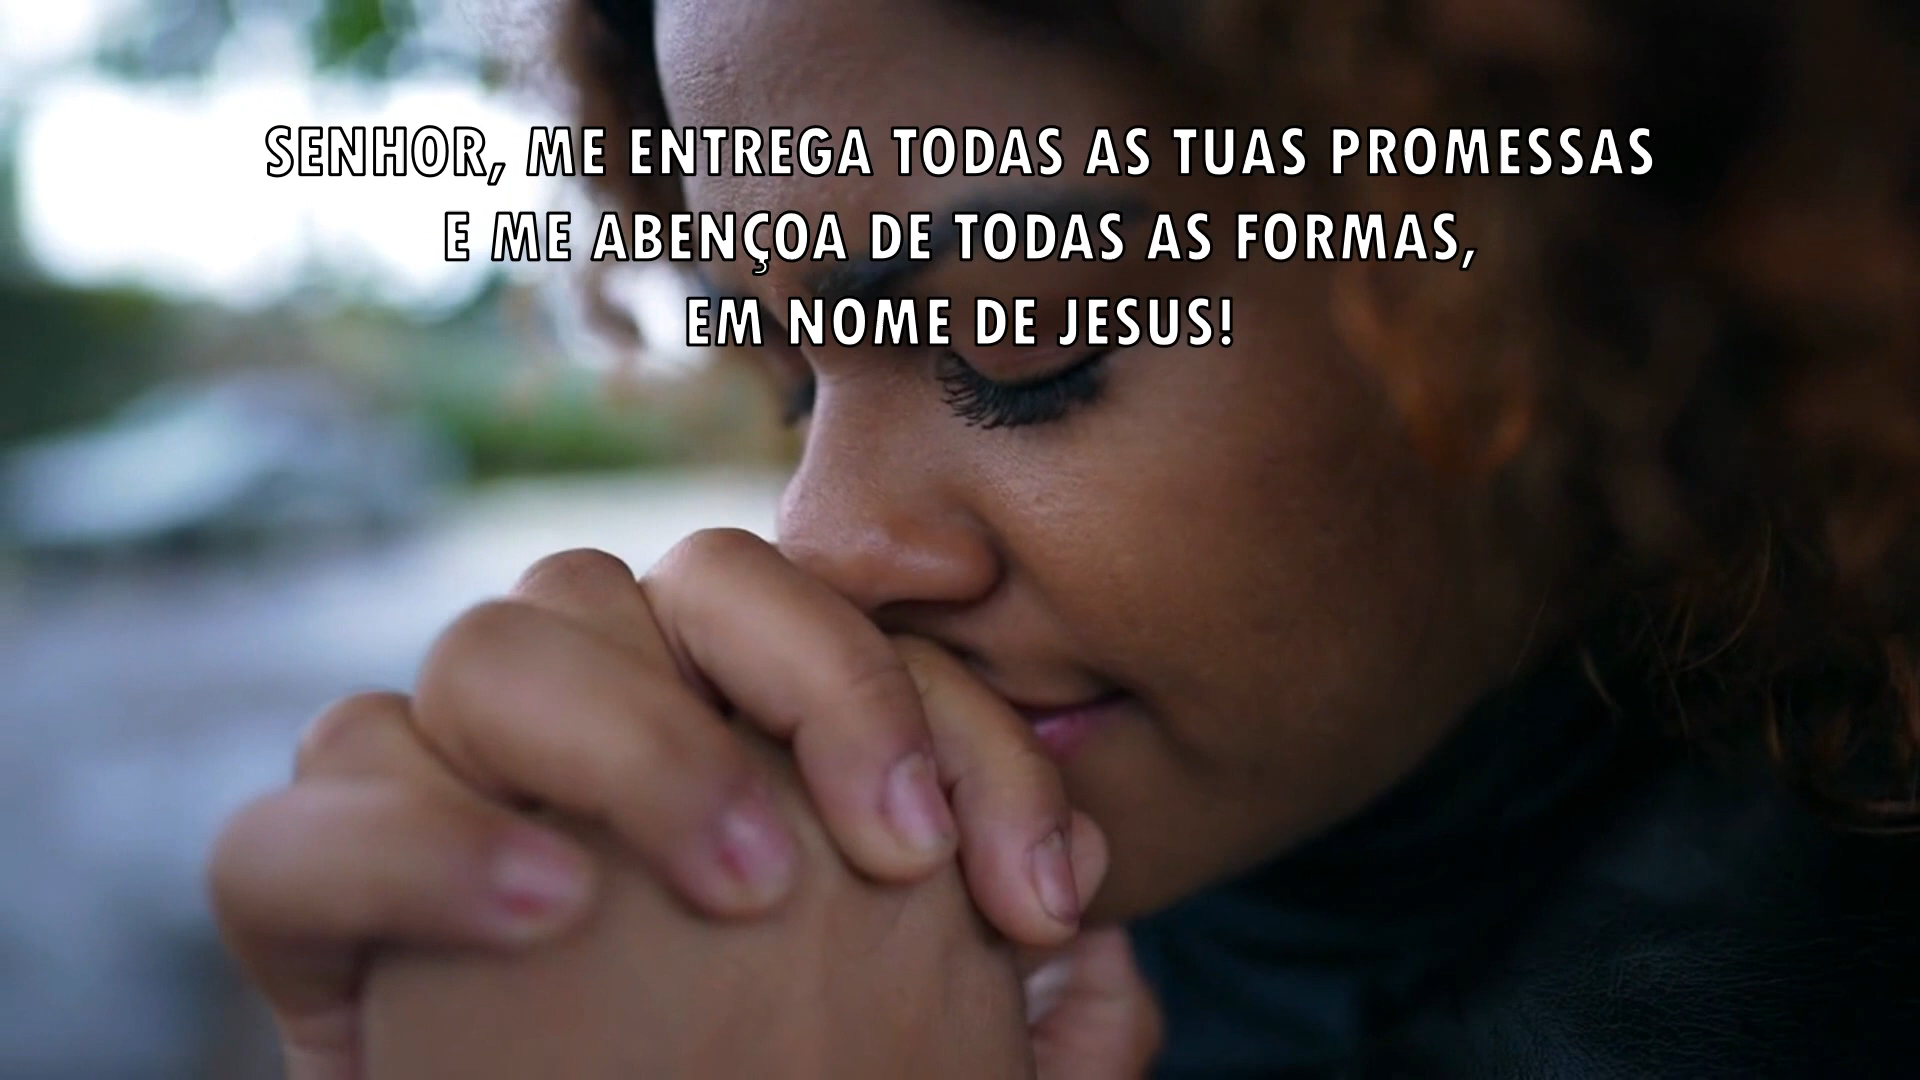 SENHOR, ME ENTREGA TODAS AS TUAS PROMESSAS
E ME ABENÇOA DE TODAS AS FORMAS,
EM NOME DE JESUS!